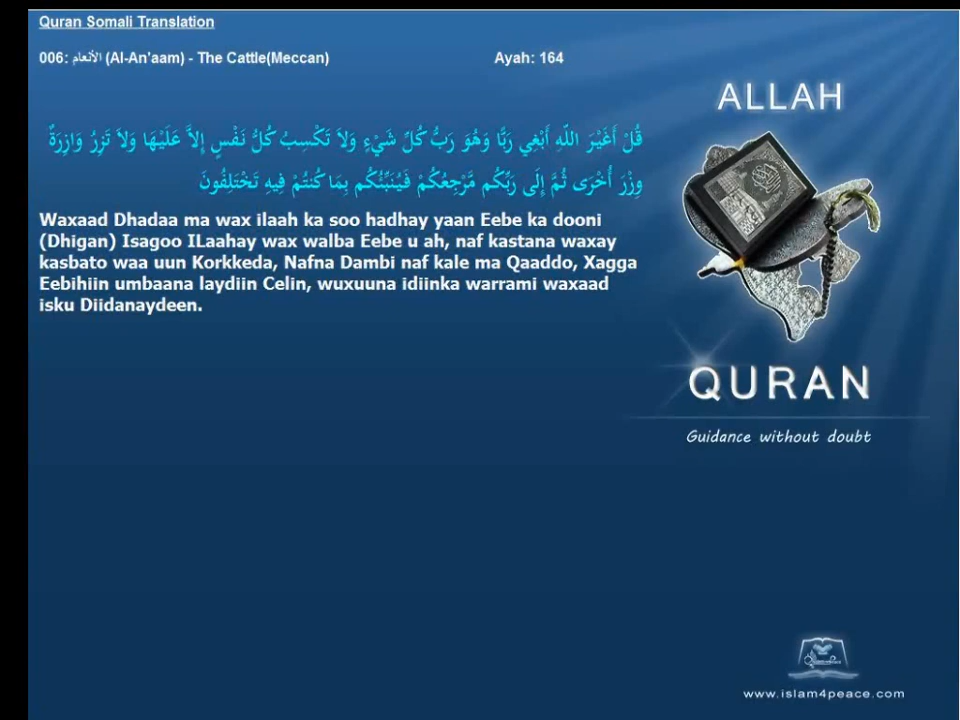 Quran Somali Translation
006: الأنعام (Al-An'aam) - The Cattle(Meccan) Ayah: 164
ALLAH
قُلْ أَغَيْرَ اللّهِ أَبْغِي رَبًّا وَهُوَ رَبُّ كُلِّ شَيْءٍ وَلاَ تَكْسِبُ كُلُّ نَفْسٍ إِلاَّ عَلَيْهَا وَلاَ تَزِرُ وَازِرَةٌ
وِزْرَ أُخْرَى ثُمَّ إِلَى رَبِّكُم مَّرْجِعُكُمْ فَيُنَبِّئُكُم بِمَا كُنتُمْ فِيهِ تَخْتَلِفُونَ
Waxaad Dhadaa ma wax ilaah ka soo hadhay yaan Eebe ka dooni
(Dhigan) Isagoo ILaahay wax walba Eebe u ah, naf kastana waxay
kasbato waa uun Korkkeda, Nafna Dambi naf kale ma Qaaddo, Xagga
Eebihiin umbaana laydiin Celin, wuxuuna idiinka warrami waxaad
isku Diidanaydeen.
QURAN
Guidance without doubt
www.islam4peace.com